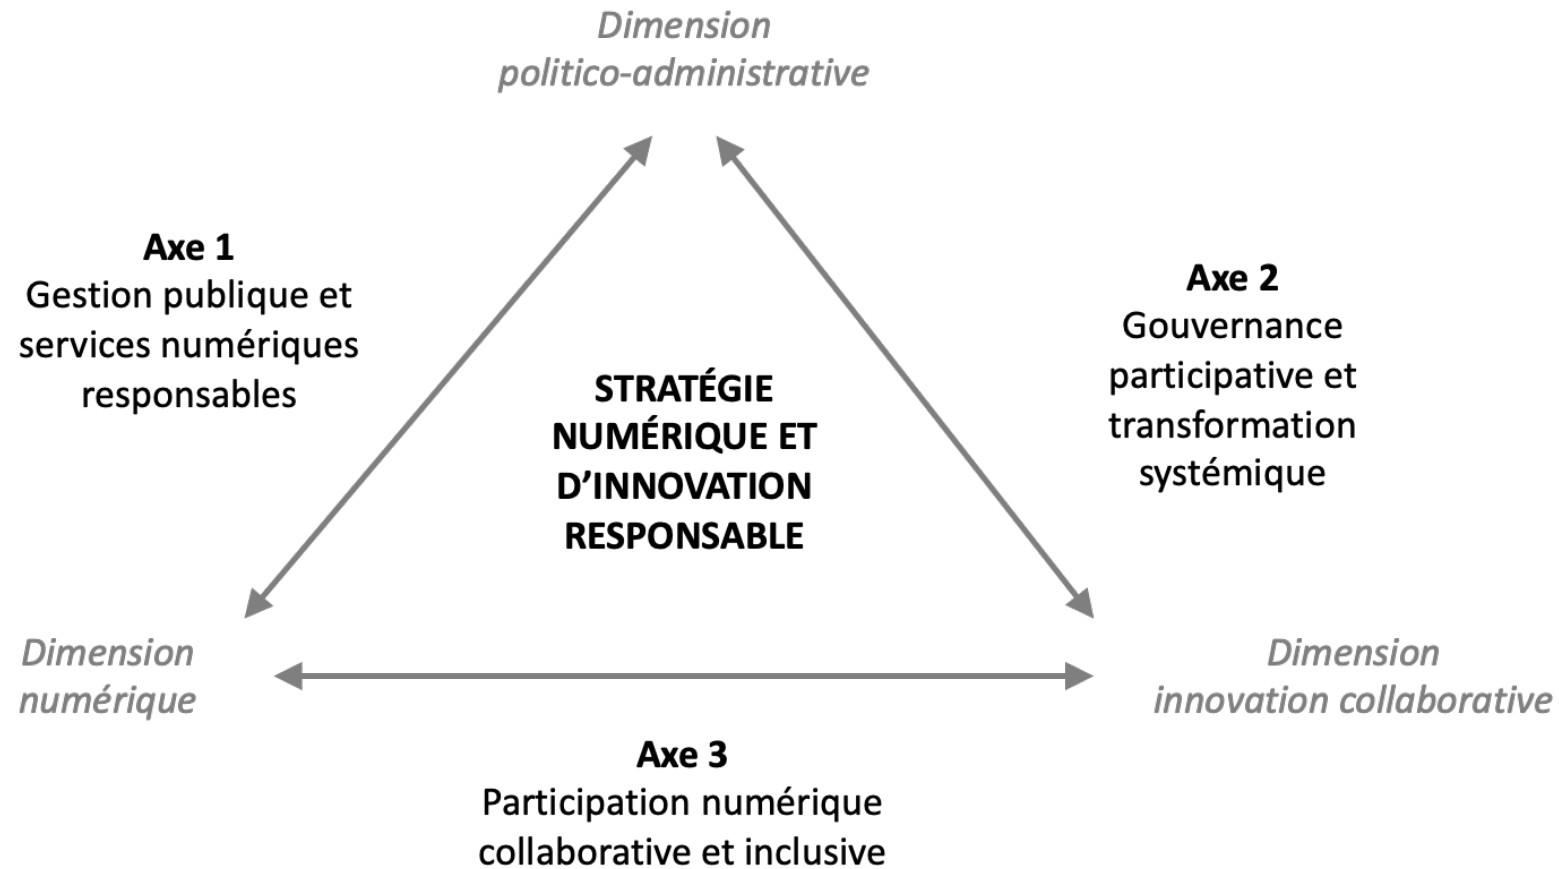 Dimension
politico-administrative
Axe 1
Gestion publique et
services numériques
responsables
Axe 2
Gouvernance
participative et
transformation
systémique
STRATÉGIE
NUMÉRIQUE ET
D’INNOVATION
RESPONSABLE
Dimension
numérique
Dimension
innovation collaborative
Axe 3
Participation numérique
collaborative et inclusive